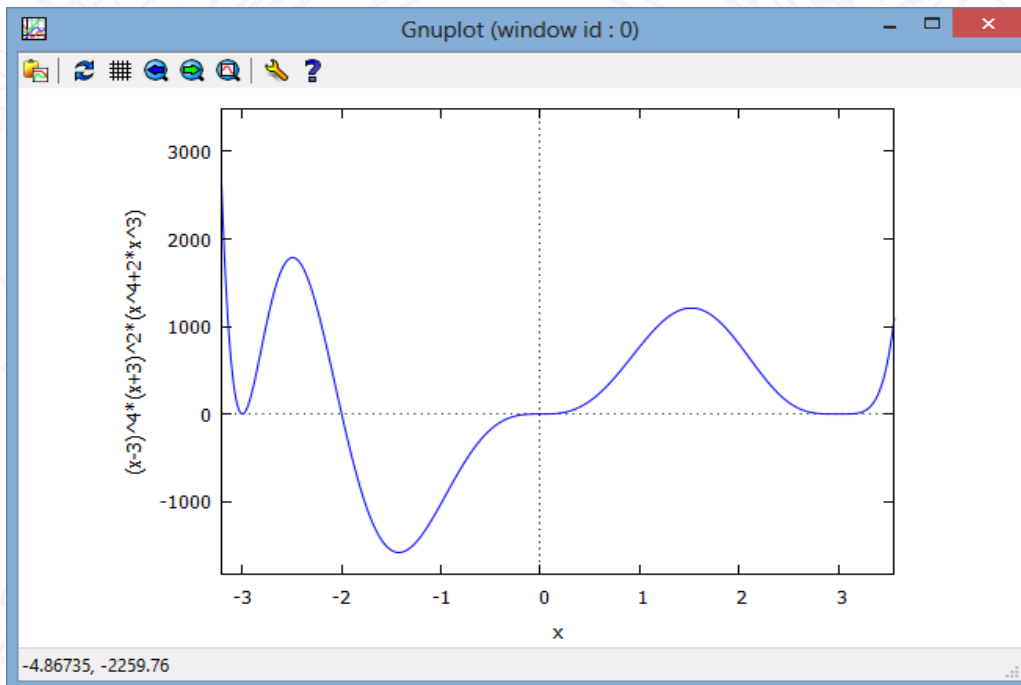 Gnuplot (window id : 0)
3000
2000
1000
0
-1000
(x-3)^4*(x+3)^2*(x^4+2*x^3)
-3 -2 -1 0 1 2 3
x
-4.86735, -2259.76